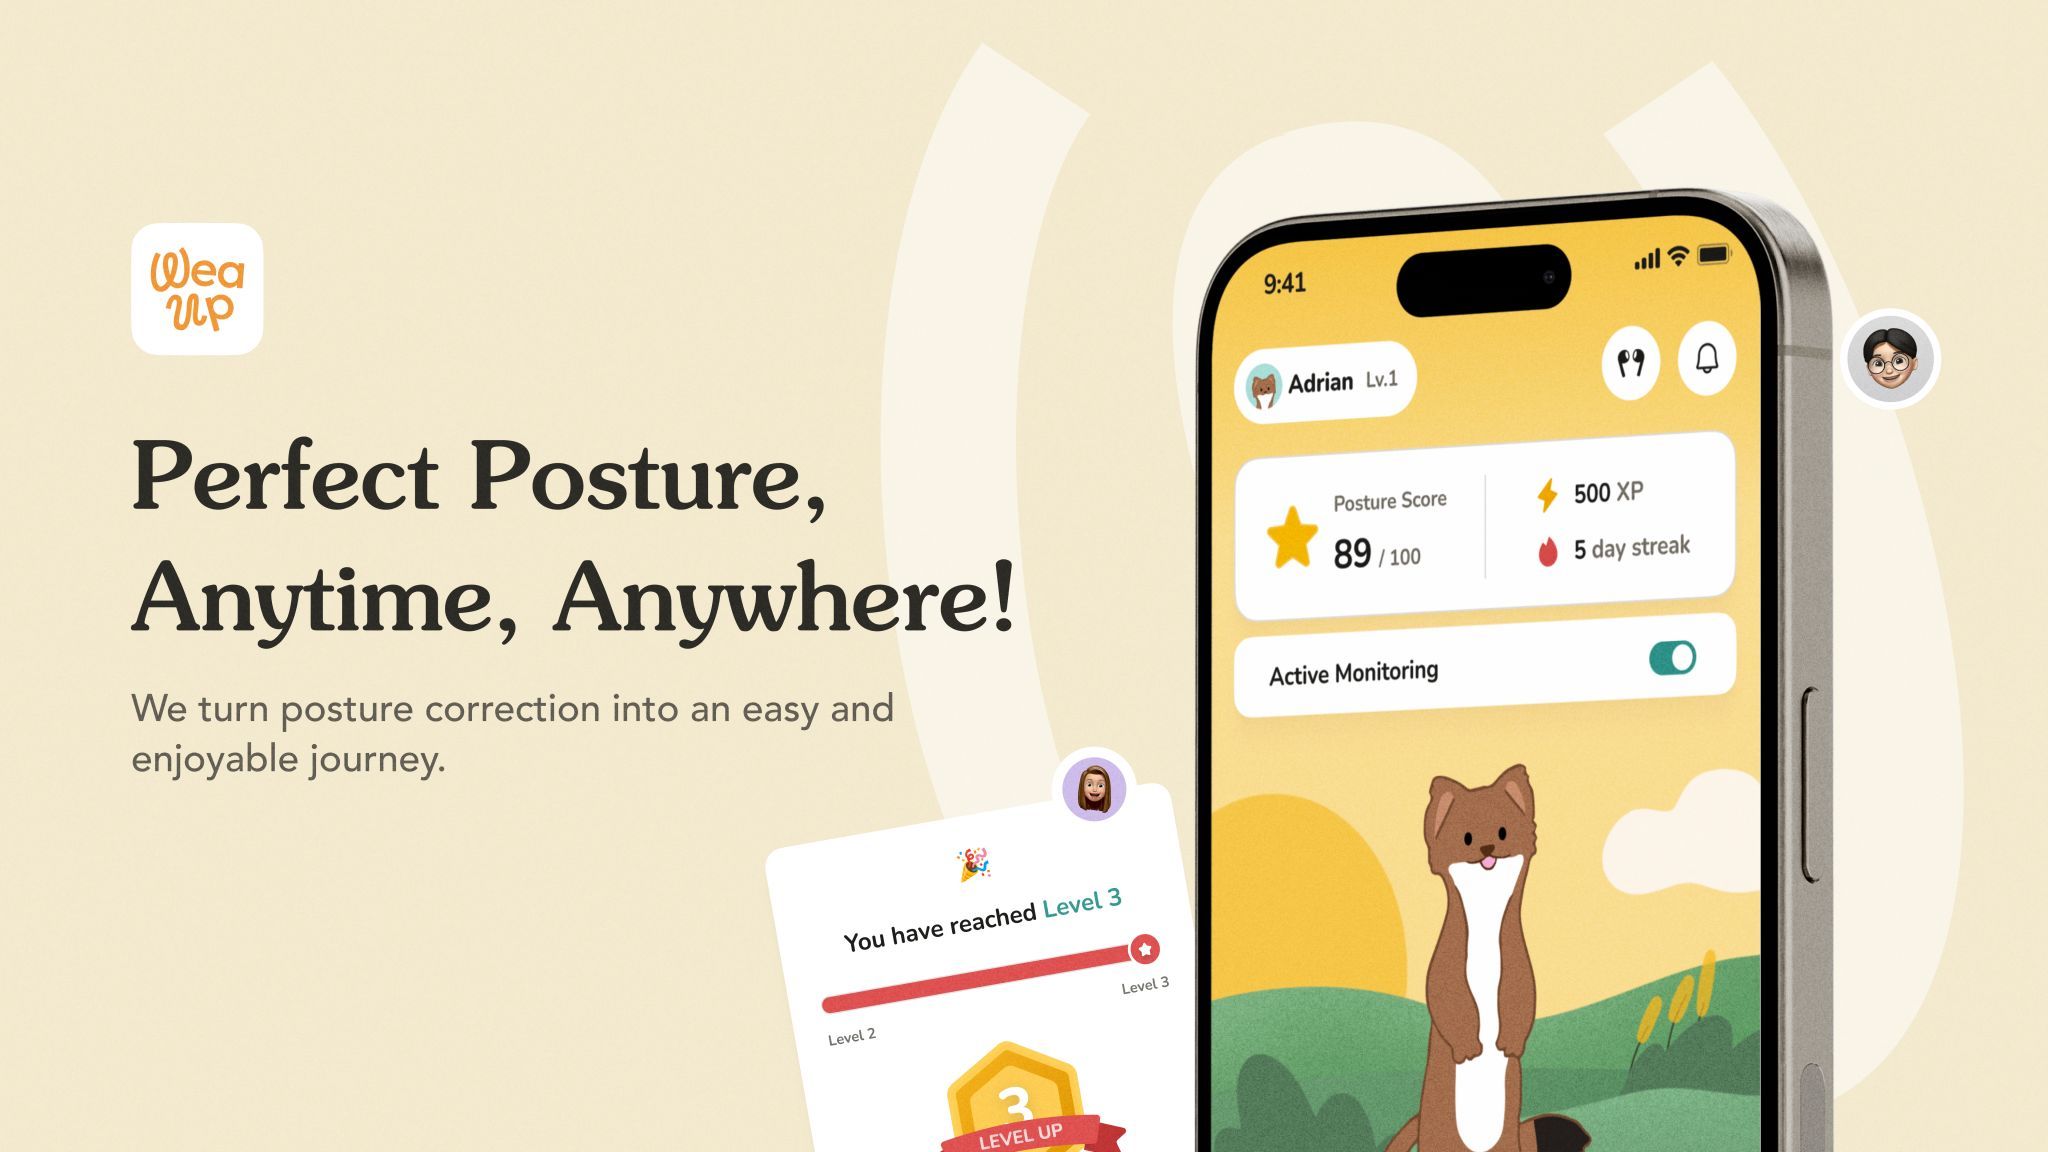 Wea
Up
Perfect Posture,
Anytime, Anywhere!
We turn posture correction into an easy and
enjoyable journey.
You have reached Level 3
Level 3
Level 2
3
LEVEL UP
9:41
Adrian Lv.1
Posture Score
89 / 100
500 XP
5 day streak
Active Monitoring